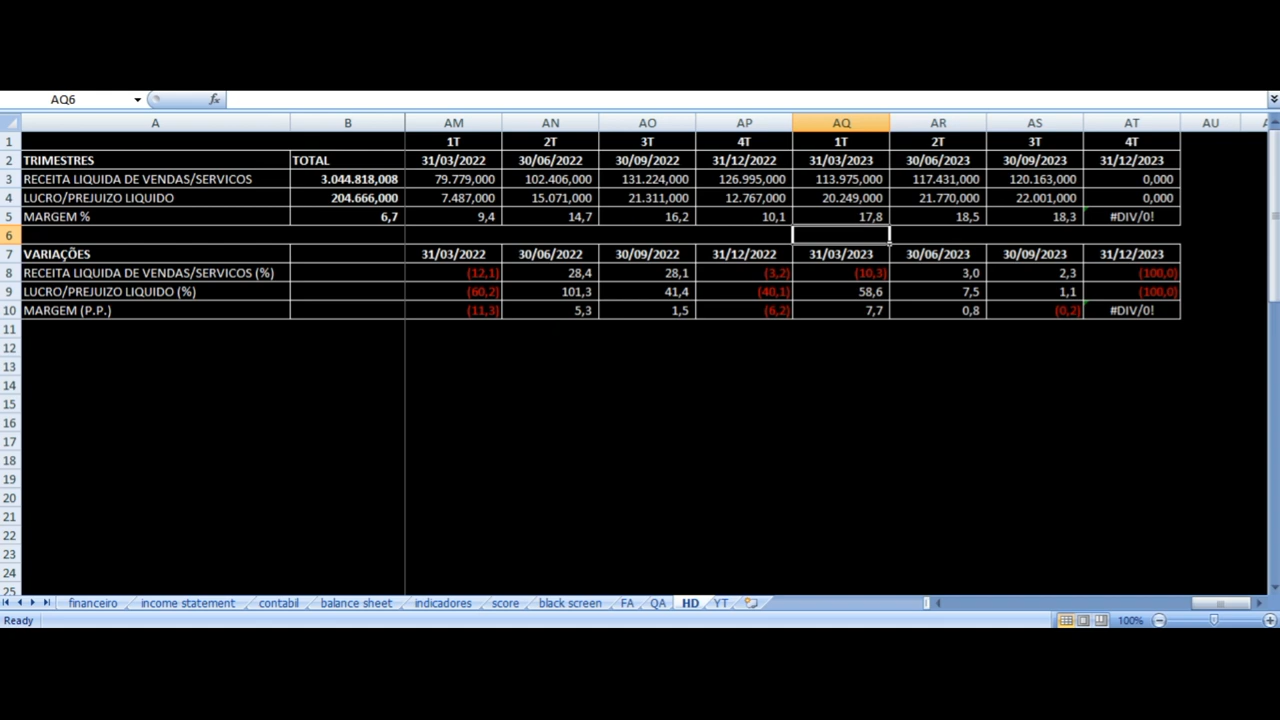 AQ6 fx
A B AM AN AO AP AQ AR AS AT AU
1 1T 2T 3T 4T 1T 2T 3T 4T
2 TRIMESTRES TOTAL 31/03/2022 30/06/2022 30/09/2022 31/12/2022 31/03/2023 30/06/2023 30/09/2023 31/12/2023
3 RECEITA LIQUIDA DE VENDAS/SERVICOS 3.044.818,008 79.779,000 102.406,000 131.224,000 126.995,000 113.975,000 117.431,000 120.163,000 0,000
4 LUCRO/PREJUIZO LIQUIDO 204.666,000 7.487,000 15.071,000 21.311,000 12.767,000 20.249,000 21.770,000 22.001,000 0,000
5 MARGEM % 6,7 9,4 14,7 16,2 10,1 17,8 18,5 18,3 #DIV/0!
6
7 VARIAÇÕES 31/03/2022 30/06/2022 30/09/2022 31/12/2022 31/03/2023 30/06/2023 30/09/2023 31/12/2023
8 RECEITA LIQUIDA DE VENDAS/SERVICOS (%) (12,1) 28,4 28,1 (3,2) (10,3) 3,0 2,3 (100,0)
9 LUCRO/PREJUIZO LIQUIDO (%) (60,2) 101,3 41,4 (40,1) 58,6 7,5 1,1 (100,0)
10 MARGEM (P.P.) (11,3) 5,3 1,5 (6,2) 7,7 0,8 (0,2) #DIV/0!
11
12
13
14
15
16
17
18
19
20
21
22
23
24
25
financeiro income statement contabil balance sheet indicadores score black screen FA QA HD YT
Ready 100%